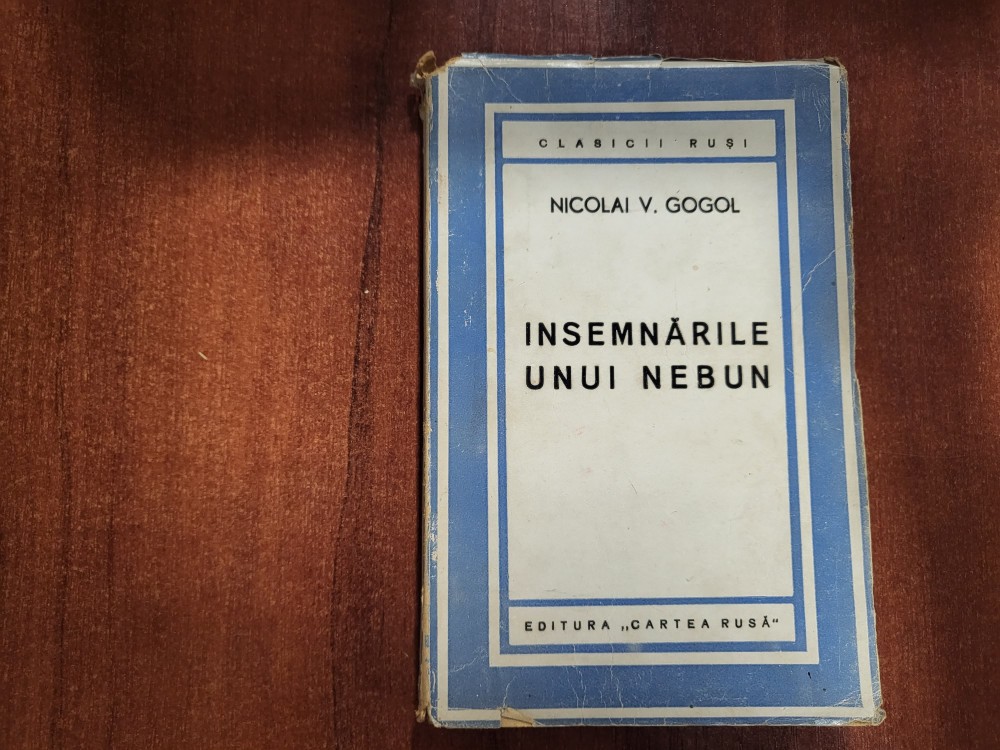 CLASICII RUȘI
NICOLAI V. GOGOL
INSEMNĂRILE
UNUI NEBUN
EDITURA „CARTEA RUSĂ"